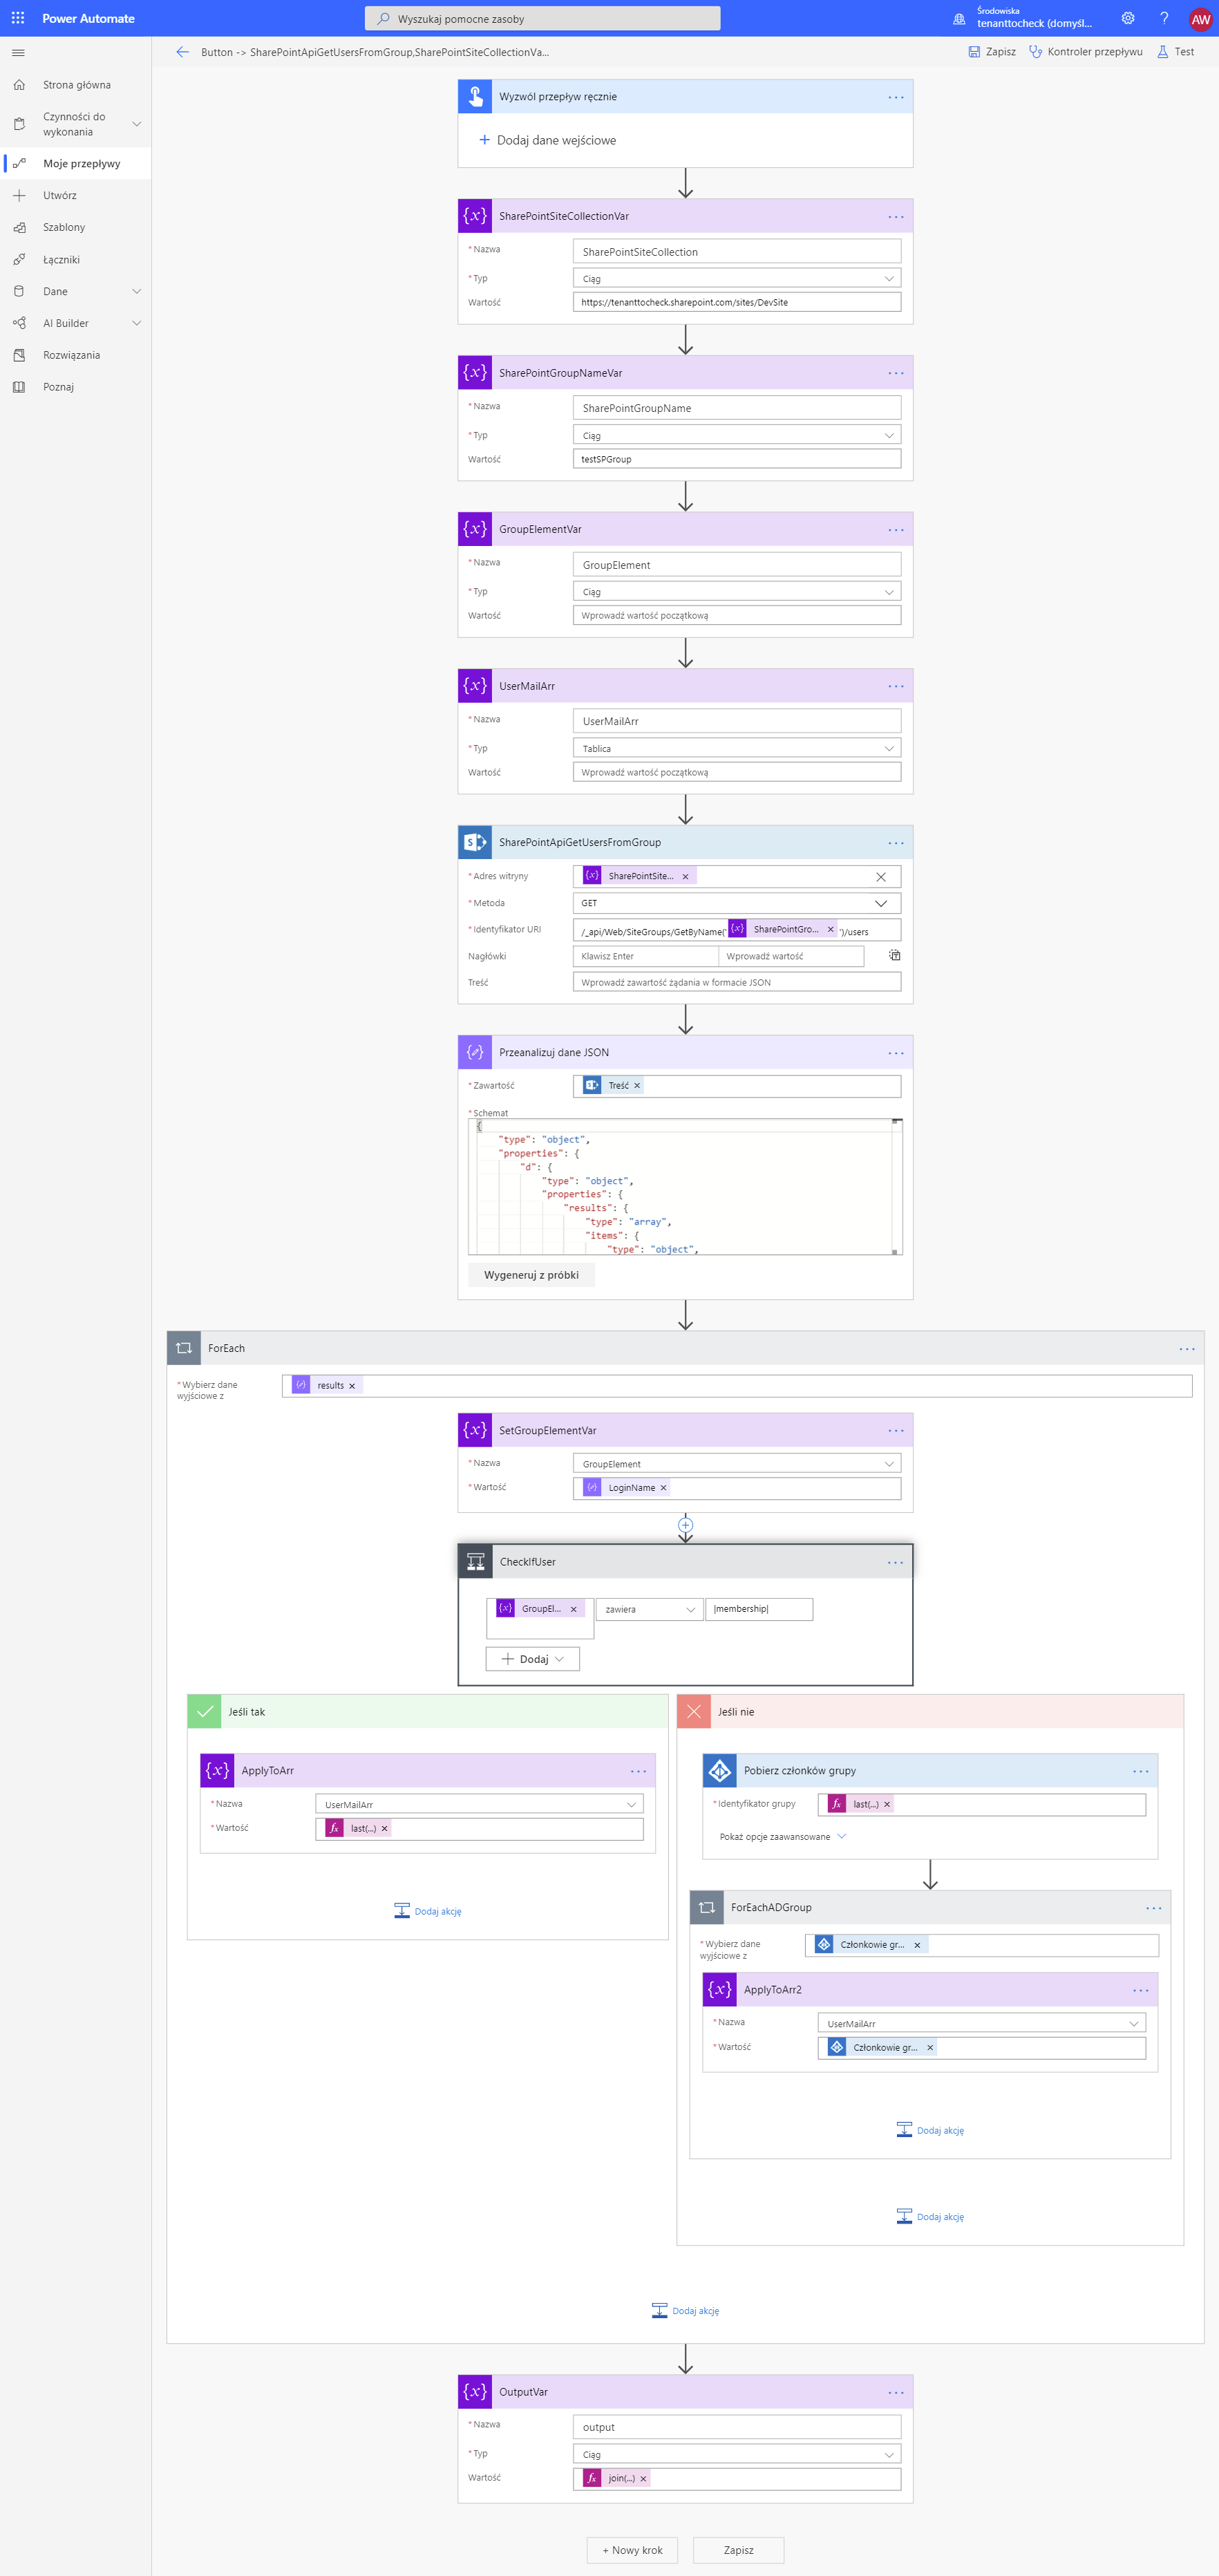 Power Automate
Wyszukaj pomocne zasoby
Środowiska
tenanttocheck (domyśl...
?
AW
Button -> SharePointApiGetUsersFromGroup,SharePointSiteCollectionVa...
Zapisz
Kontroler przepływu
Test
Strona główna
Czynności do
wykonania
Moje przepływy
Utwórz
Szablony
Łączniki
Dane
AI Builder
Rozwiązania
Poznaj
Wyzwól przepływ ręcznie
Dodaj dane wejściowe
{x} SharePointSiteCollectionVar
* Nazwa SharePointSiteCollection
* Typ Ciąg
Wartość https://tenanttocheck.sharepoint.com/sites/DevSite
{x} SharePointGroupNameVar
* Nazwa SharePointGroupName
* Typ Ciąg
Wartość testSPGroup
{x} GroupElementVar
* Nazwa GroupElement
* Typ Ciąg
Wartość Wprowadź wartość początkową
{x} UserMailArr
* Nazwa UserMailArr
* Typ Tablica
Wartość Wprowadź wartość początkową
SharePointApiGetUsersFromGroup
* Adres witryny {x} SharePointSite... ×
* Metoda GET
* Identyfikator URI /_api/Web/SiteGroups/GetByName(' {x} SharePointGro... × ')/users
Nagłówki Klawisz Enter Wprowadź wartość
Treść Wprowadź zawartość żądania w formacie JSON
Przeanalizuj dane JSON
* Zawartość Treść ×
* Schemat
{
"type": "object",
"properties": {
"d": {
"type": "object",
"properties": {
"results": {
"type": "array",
"items": {
"type": "object",
Wygeneruj z próbki
ForEach
* Wybierz dane
wyjściowe z
results ×
{x} SetGroupElementVar
* Nazwa GroupElement
* Wartość LoginName ×
CheckIfUser
{x} GroupEl... × zawiera |membership|
Dodaj
Jeśli tak
{x} ApplyToArr
* Nazwa UserMailArr
* Wartość fx last(...) ×
Dodaj akcję
Jeśli nie
Pobierz członków grupy
* Identyfikator grupy fx last(...) ×
Pokaż opcje zaawansowane
ForEachADGroup
* Wybierz dane
wyjściowe z
Członkowie gr... ×
{x} ApplyToArr2
* Nazwa UserMailArr
* Wartość Członkowie gr... ×
Dodaj akcję
Dodaj akcję
Dodaj akcję
{x} OutputVar
* Nazwa output
* Typ Ciąg
Wartość fx join(...) ×
+ Nowy krok
Zapisz